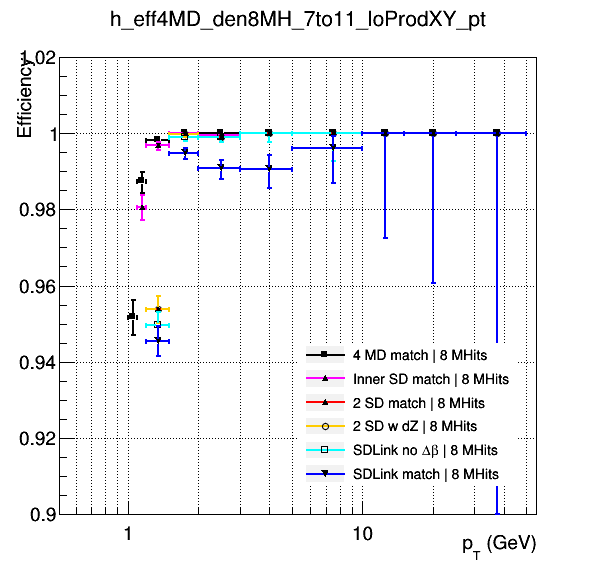 h_eff4MD_den8MH_7to11_loProdXY_pt
Efficiency
1.02
1
0.98
0.96
0.94
0.92
0.9
4 MD match | 8 MHits
Inner SD match | 8 MHits
2 SD match | 8 MHits
2 SD w dZ | 8 MHits
SDLink no Δβ | 8 MHits
SDLink match | 8 MHits
1
10
p_T (GeV)